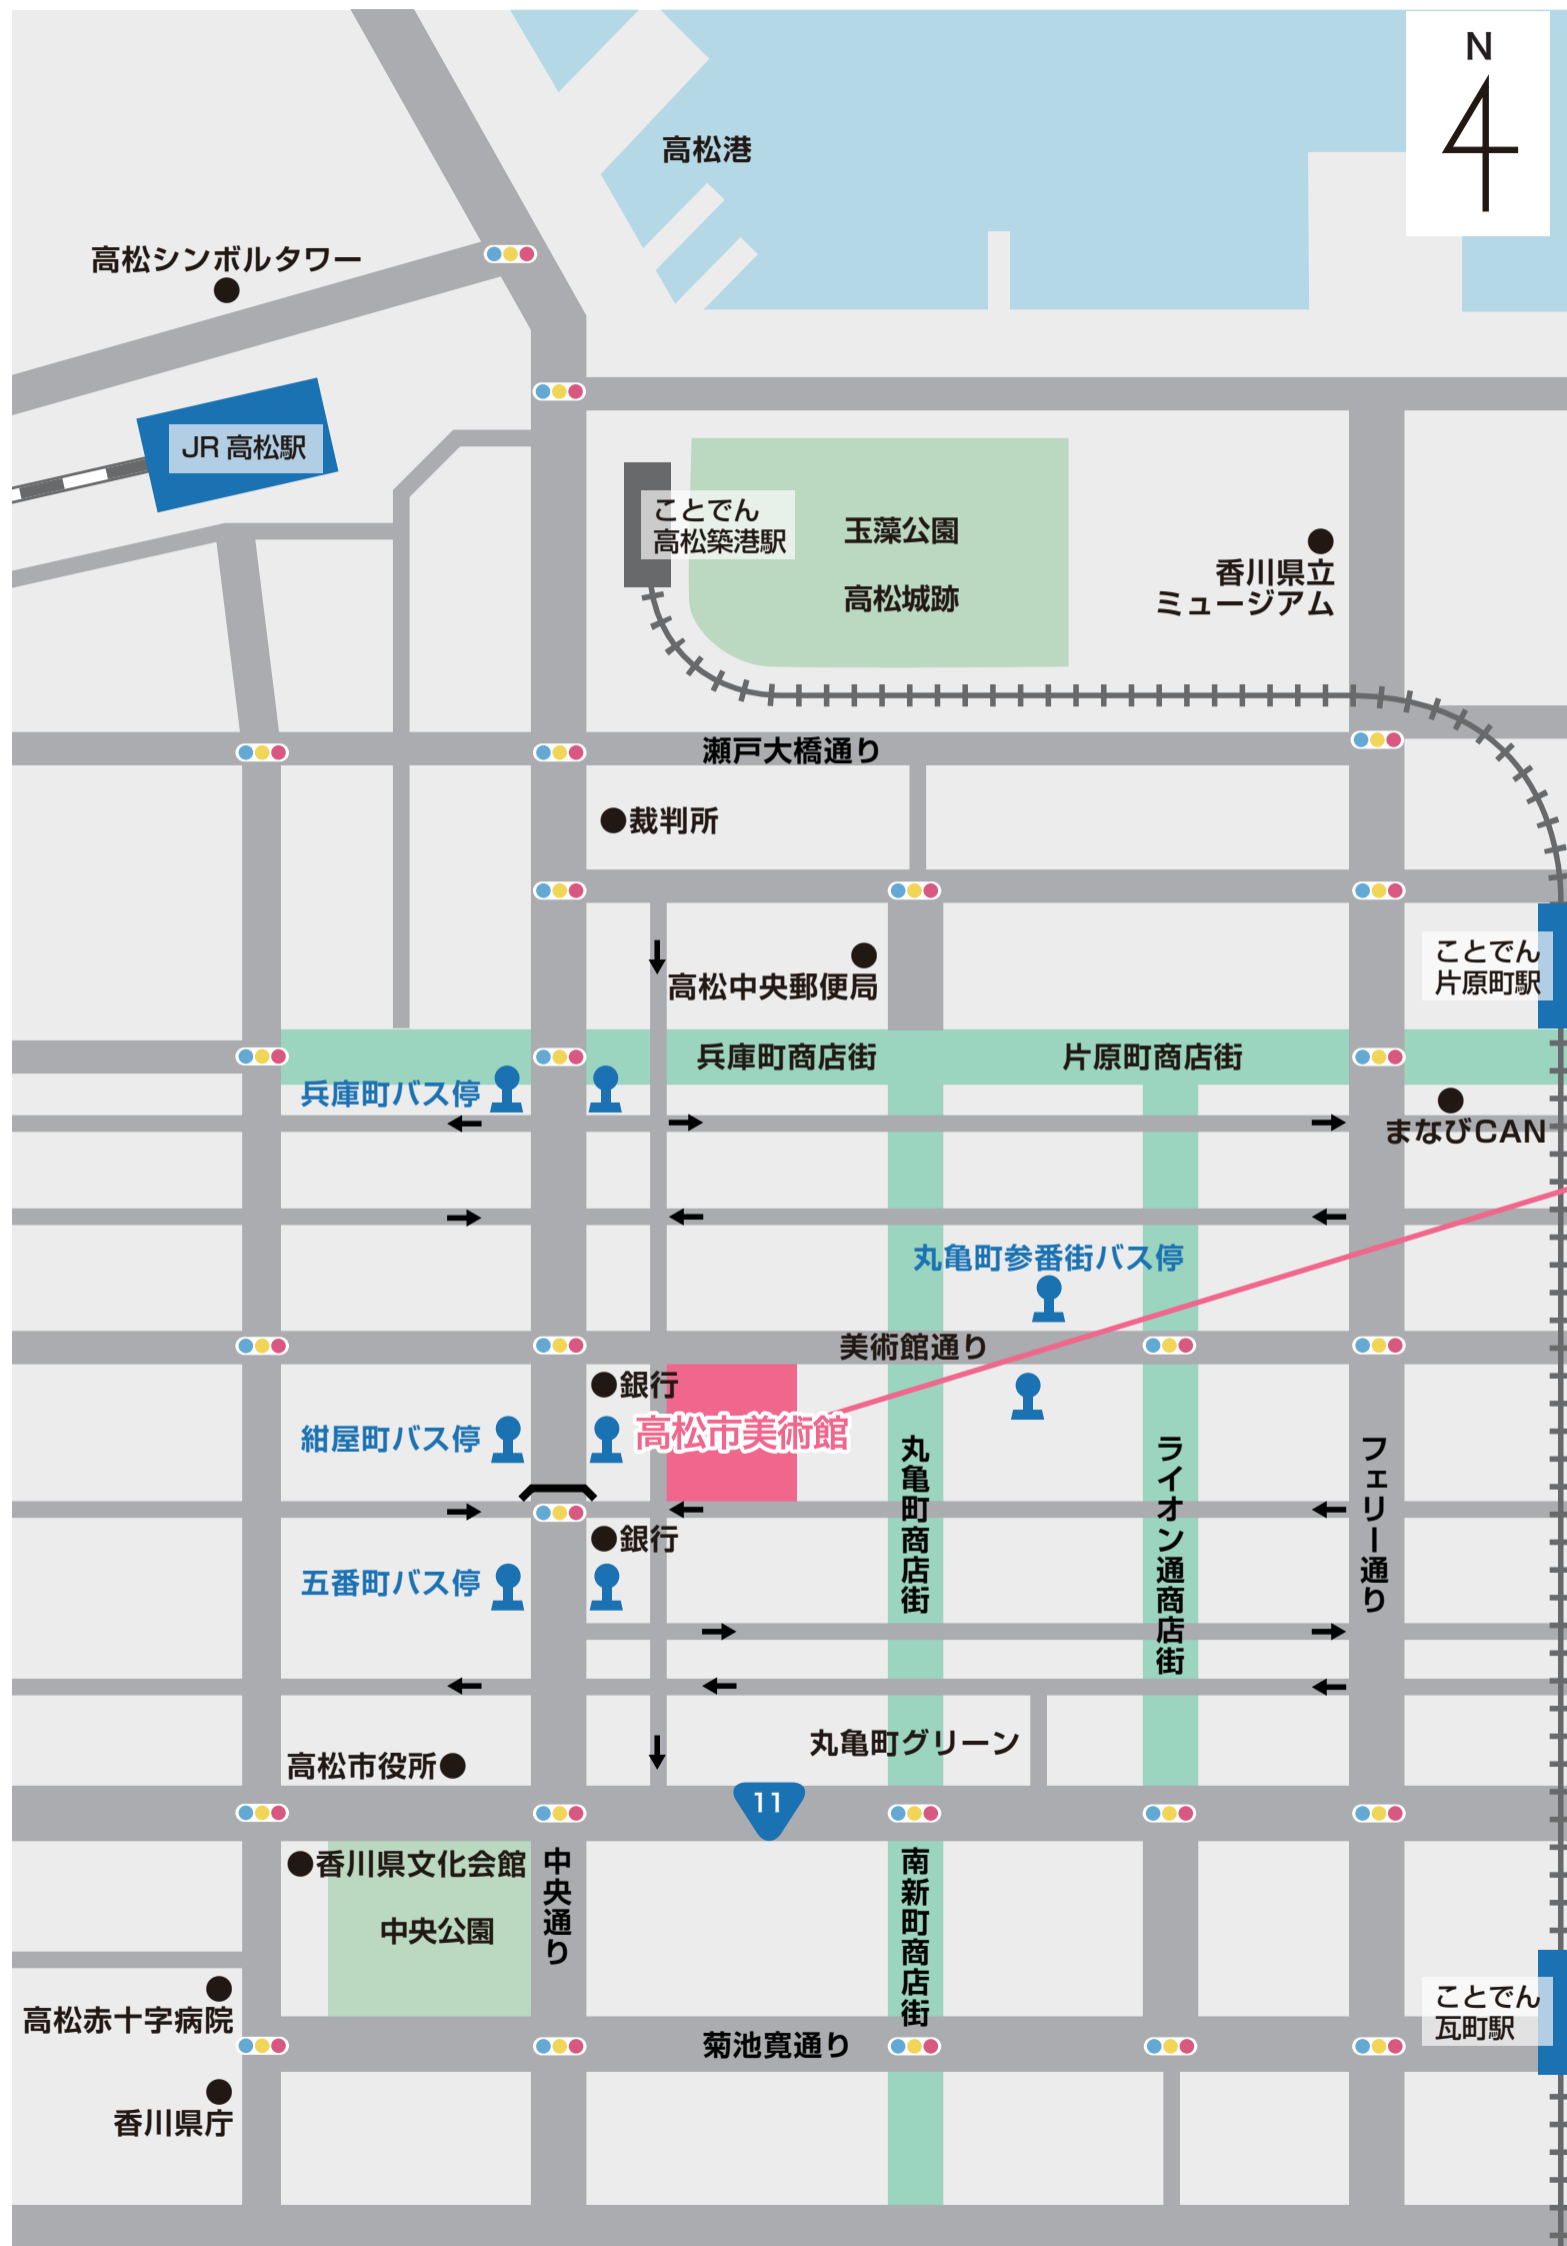 N
高松港
高松シンボルタワー
JR 高松駅
ことでん
高松築港駅
玉藻公園
高松城跡
香川県立
ミュージアム
瀬戸大橋通り
裁判所
高松中央郵便局
ことでん
片原町駅
兵庫町商店街
片原町商店街
兵庫町バス停
まなびCAN
丸亀町参番街バス停
美術館通り
銀行
高松市美術館
紺屋町バス停
丸亀町商店街
ライオン通商店街
フェリー通り
銀行
五番町バス停
丸亀町グリーン
高松市役所
11
香川県文化会館
中央公園
中央通り
南新町商店街
高松赤十字病院
ことでん
瓦町駅
菊池寛通り
香川県庁